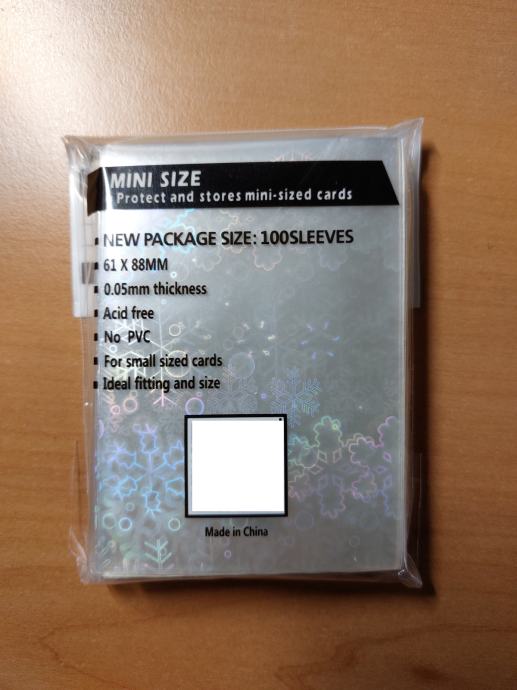 MINI SIZE
Protect and stores mini-sized cards
NEW PACKAGE SIZE: 100SLEEVES
61 X 88MM
0.05mm thickness
Acid free
No PVC
For small sized cards
Ideal fitting and size
Made in China